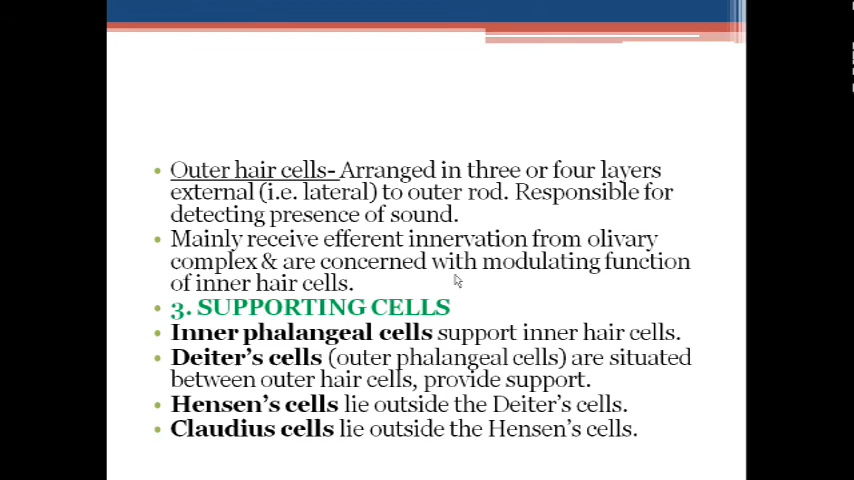 • Outer hair cells- Arranged in three or four layers
external (i.e. lateral) to outer rod. Responsible for
detecting presence of sound.
• Mainly receive efferent innervation from olivary
complex & are concerned with modulating function
of inner hair cells.
• 3. SUPPORTING CELLS
• Inner phalangeal cells support inner hair cells.
• Deiter's cells (outer phalangeal cells) are situated
between outer hair cells, provide support.
• Hensen's cells lie outside the Deiter's cells.
• Claudius cells lie outside the Hensen's cells.